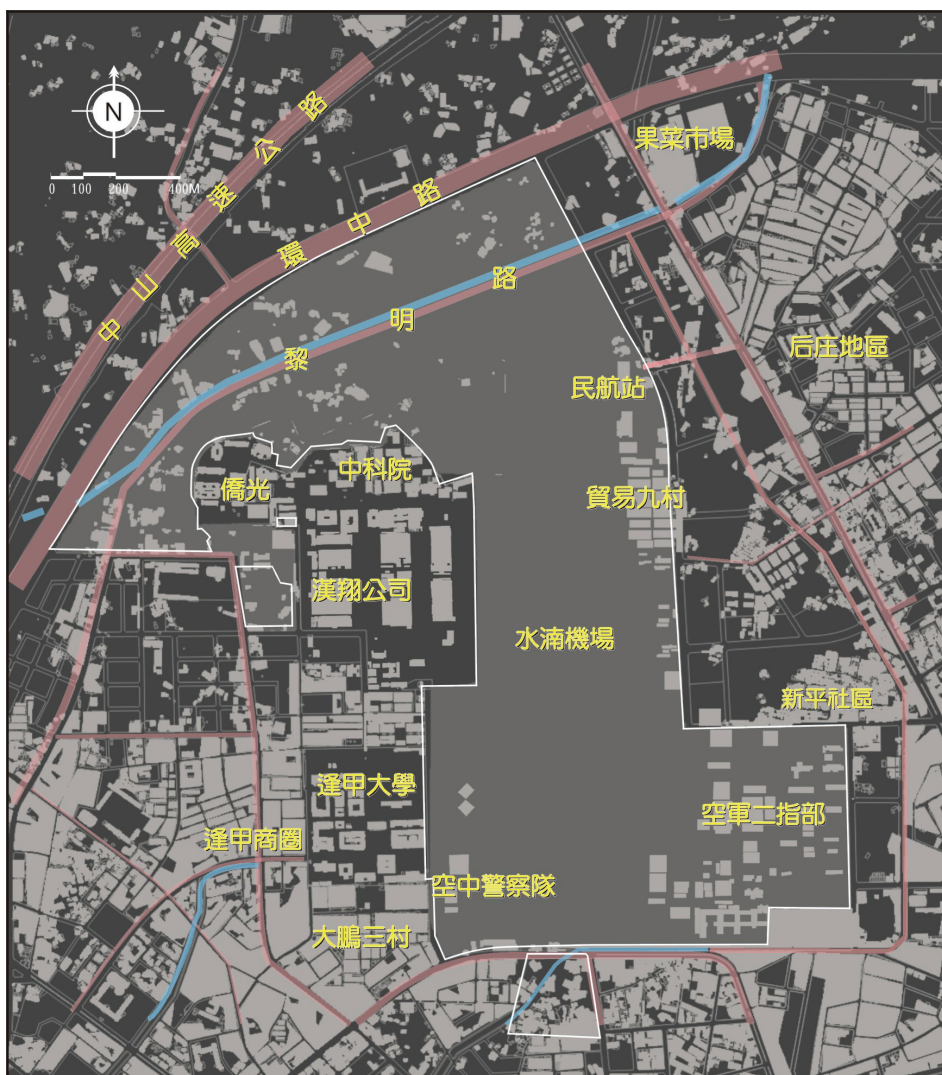 果菜市場
N
0 100 200 400M
中山高速公路
環中路
黎明路
后庄地區
民航站
中科院
僑光
貿易九村
漢翔公司
水湳機場
新平社區
逢甲大學
空軍二指部
逢甲商圈
空中警察隊
大鵬三村